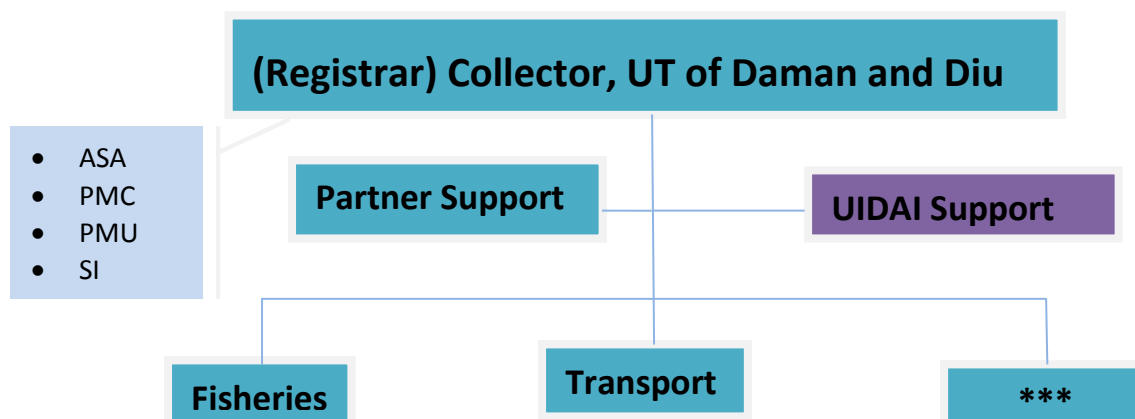 (Registrar) Collector, UT of Daman and Diu
• ASA
• PMC
• PMU
• SI
Partner Support
UIDAI Support
Fisheries
Transport
***